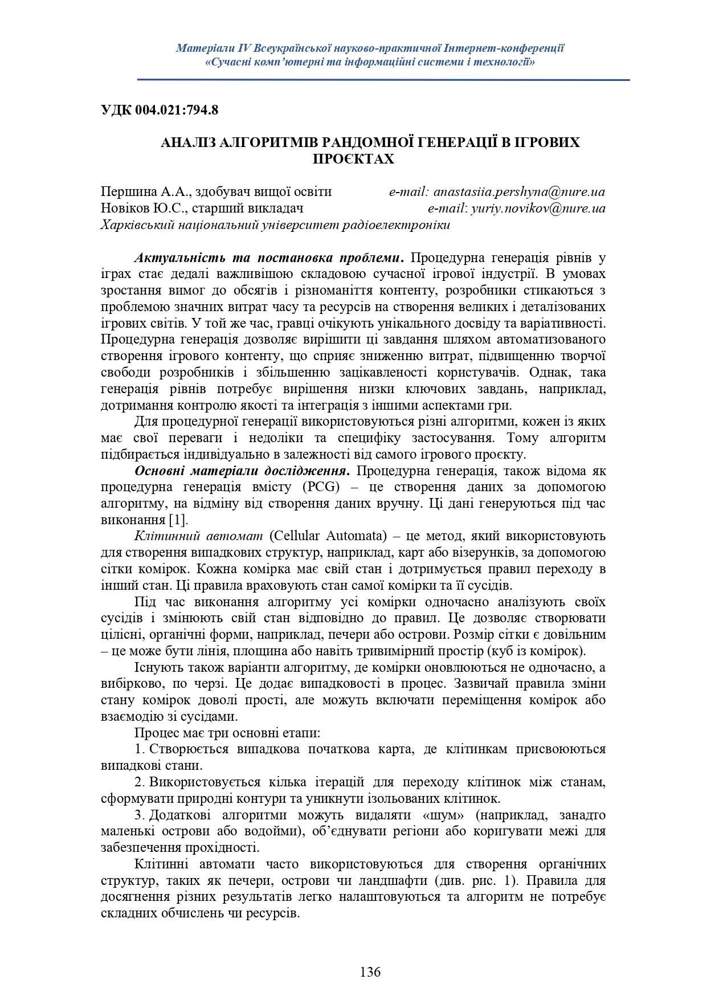 Матеріали IV Всеукраїнської науково-практичної Інтернет-конференції
«Сучасні комп’ютерні та інформаційні системи і технології»
УДК 004.021:794.8
АНАЛІЗ АЛГОРИТМІВ РАНДОМНОЇ ГЕНЕРАЦІЇ В ІГРОВИХ
ПРОЄКТАХ
Першина А.А., здобувач вищої освіти e-mail: anastasiia.pershyna@nure.ua
Новіков Ю.С., старший викладач e-mail: yuriy.novikov@nure.ua
Харківський національний університет радіоелектроніки
Актуальність та постановка проблеми. Процедурна генерація рівнів у
іграх стає дедалі важливішою складовою сучасної ігрової індустрії. В умовах
зростання вимог до обсягів і різноманіття контенту, розробники стикаються з
проблемою значних витрат часу та ресурсів на створення великих і деталізованих
ігрових світів. У той же час, гравці очікують унікального досвіду та варіативності.
Процедурна генерація дозволяє вирішити ці завдання шляхом автоматизованого
створення ігрового контенту, що сприяє зниженню витрат, підвищенню творчої
свободи розробників і збільшенню зацікавленості користувачів. Однак, така
генерація рівнів потребує вирішення низки ключових завдань, наприклад,
дотримання контролю якості та інтеграція з іншими аспектами гри.
Для процедурної генерації використовуються різні алгоритми, кожен із яких
має свої переваги і недоліки та специфіку застосування. Тому алгоритм
підбирається індивідуально в залежності від самого ігрового проєкту.
Основні матеріали дослідження. Процедурна генерація, також відома як
процедурна генерація вмісту (PCG) – це створення даних за допомогою
алгоритму, на відміну від створення даних вручну. Ці дані генеруються під час
виконання [1].
Клітинний автомат (Cellular Automata) – це метод, який використовують
для створення випадкових структур, наприклад, карт або візерунків, за допомогою
сітки комірок. Кожна комірка має свій стан і дотримується правил переходу в
інший стан. Ці правила враховують стан самої комірки та її сусідів.
Під час виконання алгоритму усі комірки одночасно аналізують своїх
сусідів і змінюють свій стан відповідно до правил. Це дозволяє створювати
цілісні, органічні форми, наприклад, печери або острови. Розмір сітки є довільним
– це може бути лінія, площина або навіть тривимірний простір (куб із комірок).
Існують також варіанти алгоритму, де комірки оновлюються не одночасно, а
вибірково, по черзі. Це додає випадковості в процес. Зазвичай правила зміни
стану комірок доволі прості, але можуть включати переміщення комірок або
взаємодію зі сусідами.
Процес має три основні етапи:
1. Створюється випадкова початкова карта, де клітинкам присвоюються
випадкові стани.
2. Використовується кілька ітерацій для переходу клітинок між станам,
сформувати природні контури та уникнути ізольованих клітинок.
3. Додаткові алгоритми можуть видаляти «шум» (наприклад, занадто
маленькі острови або водойми), об’єднувати регіони або коригувати межі для
забезпечення прохідності.
Клітинні автомати часто використовуються для створення органічних
структур, таких як печери, острови чи ландшафти (див. рис. 1). Правила для
досягнення різних результатів легко налаштовуються та алгоритм не потребує
складних обчислень чи ресурсів.
136